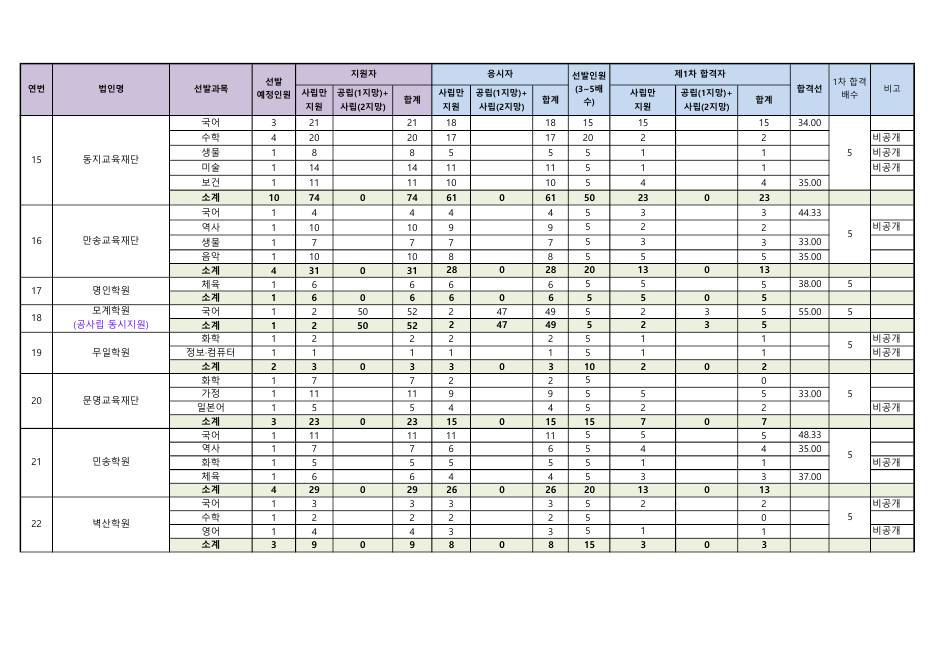 연번 법인명 선발과목 선발 예정인원 지원자 응시자 선발인원 (3~5배수) 제1차 합격자 합격선 1차 합격 배수 비고
사립만 지원 공립(1지망)+ 사립(2지망) 합계 사립만 지원 공립(1지망)+ 사립(2지망) 합계 사립만 지원 공립(1지망)+ 사립(2지망) 합계
15 동지교육재단 국어 3 21 21 18 18 15 15 15 34.00 5
수학 4 20 20 17 17 20 2 2 비공개
생물 1 8 8 5 5 5 1 1 비공개
미술 1 14 14 11 11 5 1 1 비공개
보건 1 11 11 10 10 5 4 4 35.00
소계 10 74 0 74 61 0 61 50 23 0 23
16 만송교육재단 국어 1 4 4 4 4 5 3 3 44.33 5
역사 1 10 10 9 9 5 2 2 비공개
생물 1 7 7 7 7 5 3 3 33.00
음악 1 10 10 8 8 5 5 5 35.00
소계 4 31 0 31 28 0 28 20 13 0 13
17 명인학원 체육 1 6 6 6 6 5 5 5 38.00 5
소계 1 6 0 6 6 0 6 5 5 0 5
18 모계학원 국어 1 2 50 52 2 47 49 5 2 3 5 55.00 5
(공사립 동시지원) 소계 1 2 50 52 2 47 49 5 2 3 5
19 무일학원 화학 1 2 2 2 2 5 1 1 5 비공개
정보·컴퓨터 1 1 1 1 1 5 1 1 비공개
소계 2 3 0 3 3 0 3 10 2 0 2
20 문명교육재단 화학 1 7 7 2 2 5 0 5
가정 1 11 11 9 9 5 5 5 33.00
일본어 1 5 5 4 4 5 2 2 비공개
소계 3 23 0 23 15 0 15 15 7 0 7
21 민송학원 국어 1 11 11 11 11 5 5 5 48.33 5
역사 1 7 7 6 6 5 4 4 35.00
화학 1 5 5 5 5 5 1 1 비공개
체육 1 6 6 4 4 5 3 3 37.00
소계 4 29 0 29 26 0 26 20 13 0 13
22 벽산학원 국어 1 3 3 3 3 5 2 2 5 비공개
수학 1 2 2 2 2 5 0
영어 1 4 4 3 3 5 1 1 비공개
소계 3 9 0 9 8 0 8 15 3 0 3